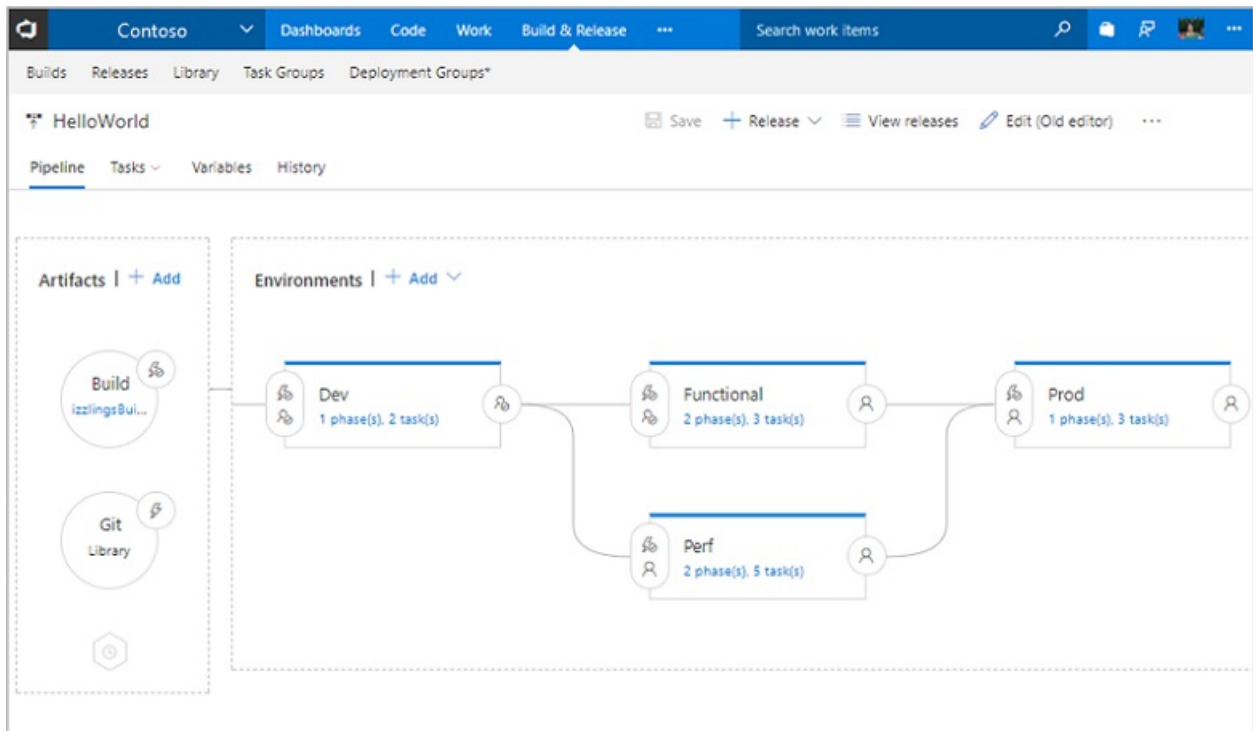 Contoso Dashboards Code Work Build & Release ... Search work items ...
Builds Releases Library Task Groups Deployment Groups*
HelloWorld Save + Release View releases Edit (Old editor) ...
Pipeline Tasks Variables History
Artifacts | + Add Environments | + Add
Build
izzlingsBui...
Dev
1 phase(s), 2 task(s)
Functional
2 phase(s), 3 task(s)
Prod
1 phase(s), 3 task(s)
Git
Library
Perf
2 phase(s), 5 task(s)